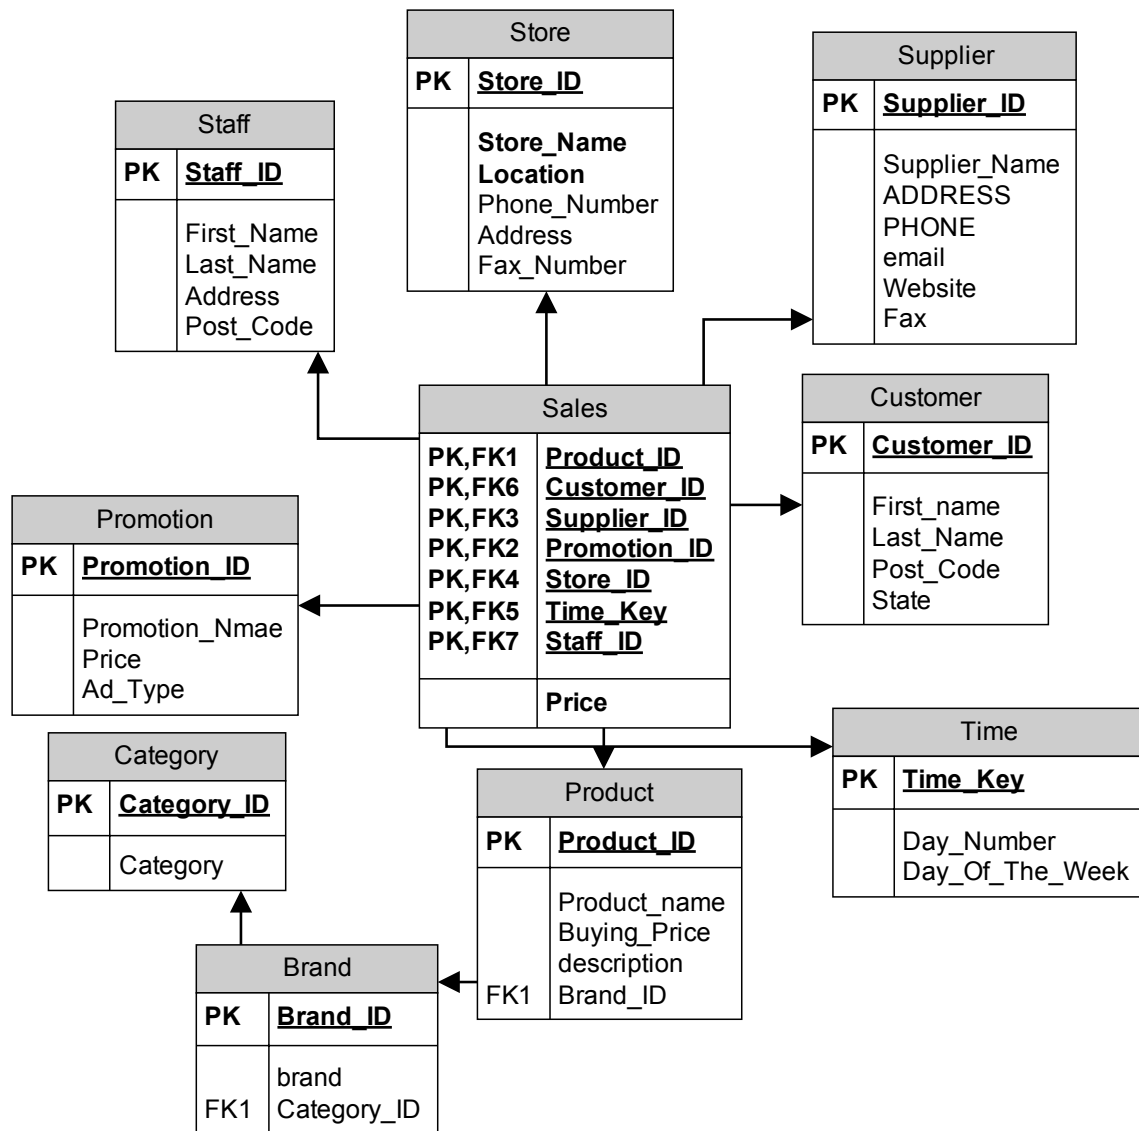 Store
PK Store_ID
Store_Name
Location
Phone_Number
Address
Fax_Number
Supplier
PK Supplier_ID
Supplier_Name
ADDRESS
PHONE
email
Website
Fax
Staff
PK Staff_ID
First_Name
Last_Name
Address
Post_Code
Sales
PK,FK1 Product_ID
PK,FK6 Customer_ID
PK,FK3 Supplier_ID
PK,FK2 Promotion_ID
PK,FK4 Store_ID
PK,FK5 Time_Key
PK,FK7 Staff_ID
Price
Customer
PK Customer_ID
First_name
Last_Name
Post_Code
State
Promotion
PK Promotion_ID
Promotion_Nmae
Price
Ad_Type
Category
PK Category_ID
Category
Product
PK Product_ID
Product_name
Buying_Price
description
FK1 Brand_ID
Time
PK Time_Key
Day_Number
Day_Of_The_Week
Brand
PK Brand_ID
brand
FK1 Category_ID